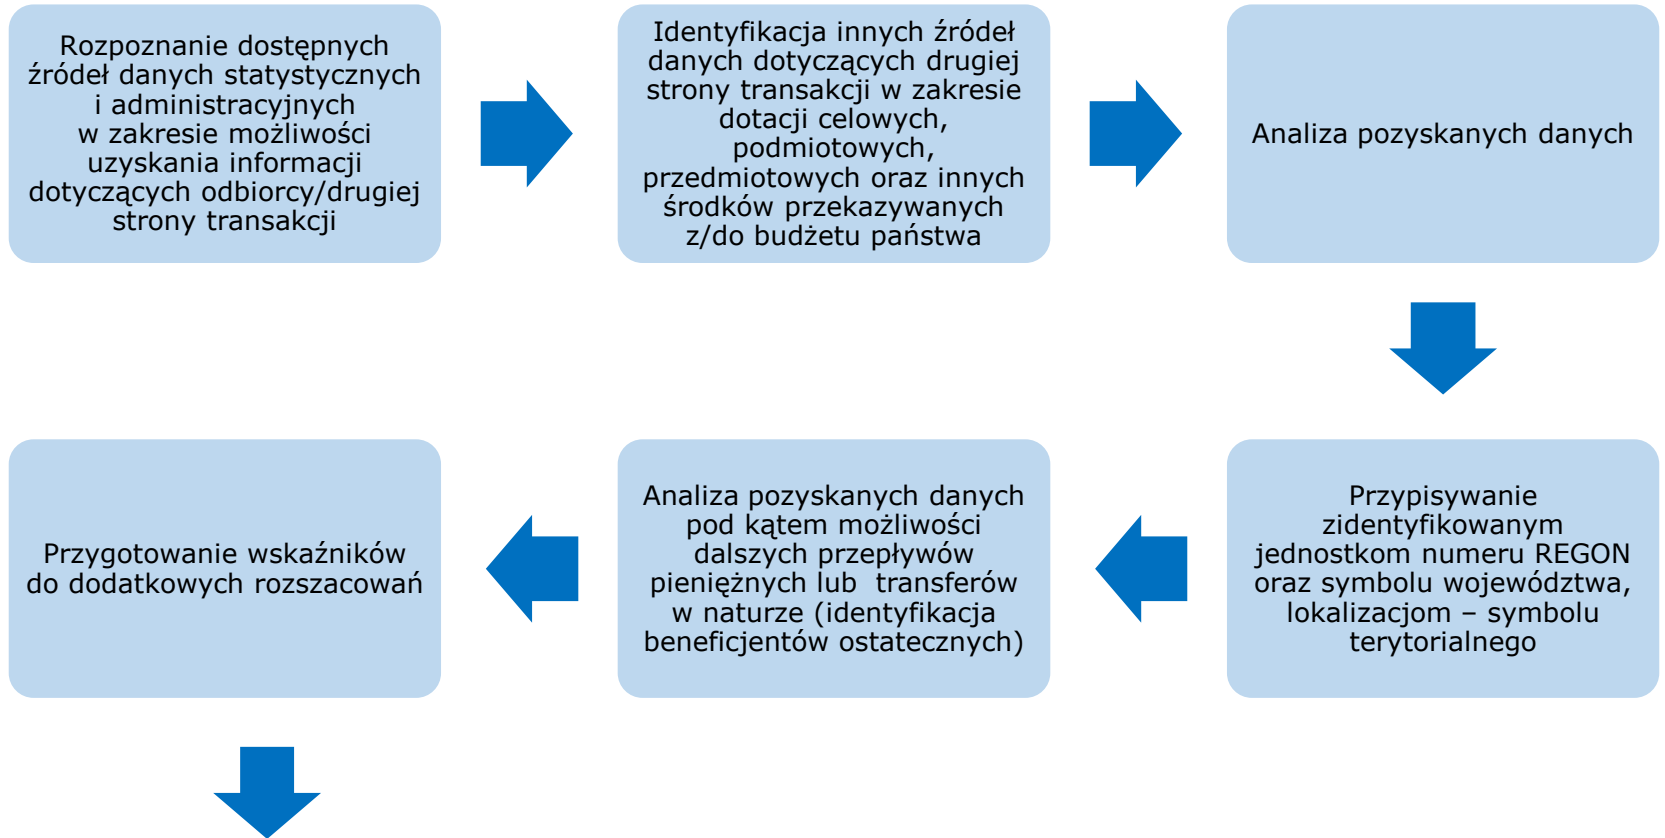 Rozpoznanie dostępnych
źródeł danych statystycznych
i administracyjnych
w zakresie możliwości
uzyskania informacji
dotyczących odbiorcy/drugiej
strony transakcji
Identyfikacja innych źródeł
danych dotyczących drugiej
strony transakcji w zakresie
dotacji celowych,
podmiotowych,
przedmiotowych oraz innych
środków przekazywanych
z/do budżetu państwa
Analiza pozyskanych danych
Przypisywanie
zidentyfikowanym
jednostkom numeru REGON
oraz symbolu województwa,
lokalizacjom – symbolu
terytorialnego
Analiza pozyskanych danych
pod kątem możliwości
dalszych przepływów
pieniężnych lub transferów
w naturze (identyfikacja
beneficjentów ostatecznych)
Przygotowanie wskaźników
do dodatkowych rozszacowań